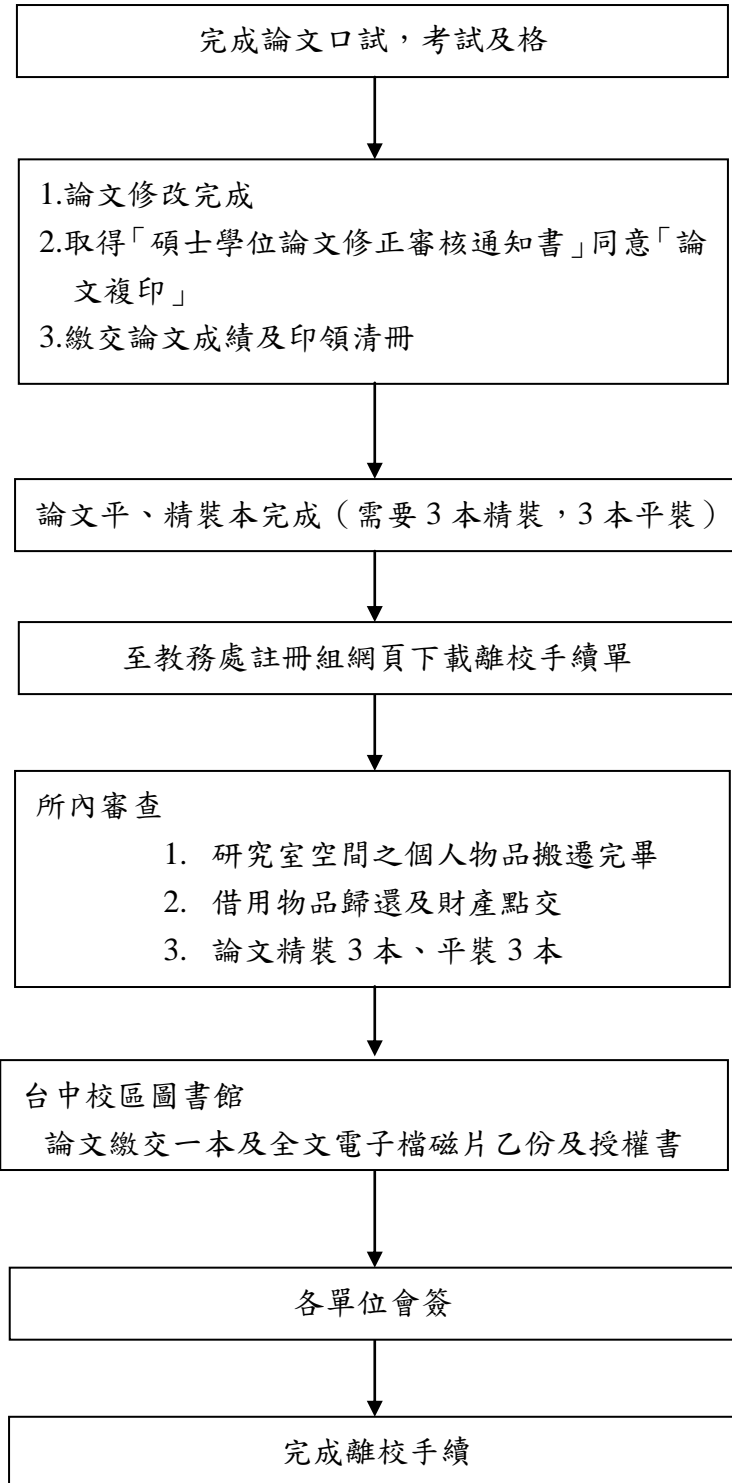 完成論文口試，考試及格
1.論文修改完成
2.取得「碩士學位論文修正審核通知書」同意「論
文複印」
3.繳交論文成績及印領清冊
論文平、精裝本完成（需要 3 本精裝，3 本平裝）
至教務處註冊組網頁下載離校手續單
所內審查
1. 研究室空間之個人物品搬遷完畢
2. 借用物品歸還及財產點交
3. 論文精裝 3 本、平裝 3 本
台中校區圖書館
論文繳交一本及全文電子檔磁片乙份及授權書
各單位會簽
完成離校手續